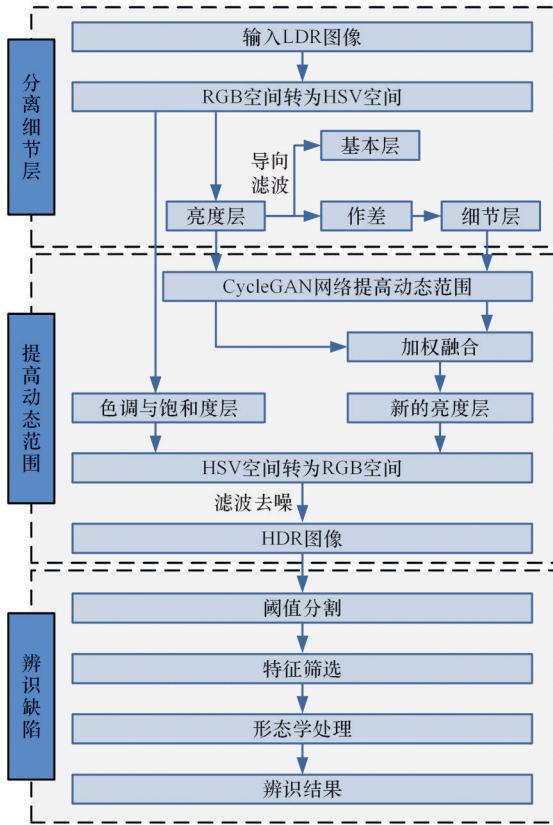 分离细节层
输入LDR图像
RGB空间转为HSV空间
导向
滤波
基本层
亮度层
作差
细节层
提高动态范围
CycleGAN网络提高动态范围
加权融合
色调与饱和度层
新的亮度层
HSV空间转为RGB空间
滤波去噪
HDR图像
辨识缺陷
阈值分割
特征筛选
形态学处理
辨识结果